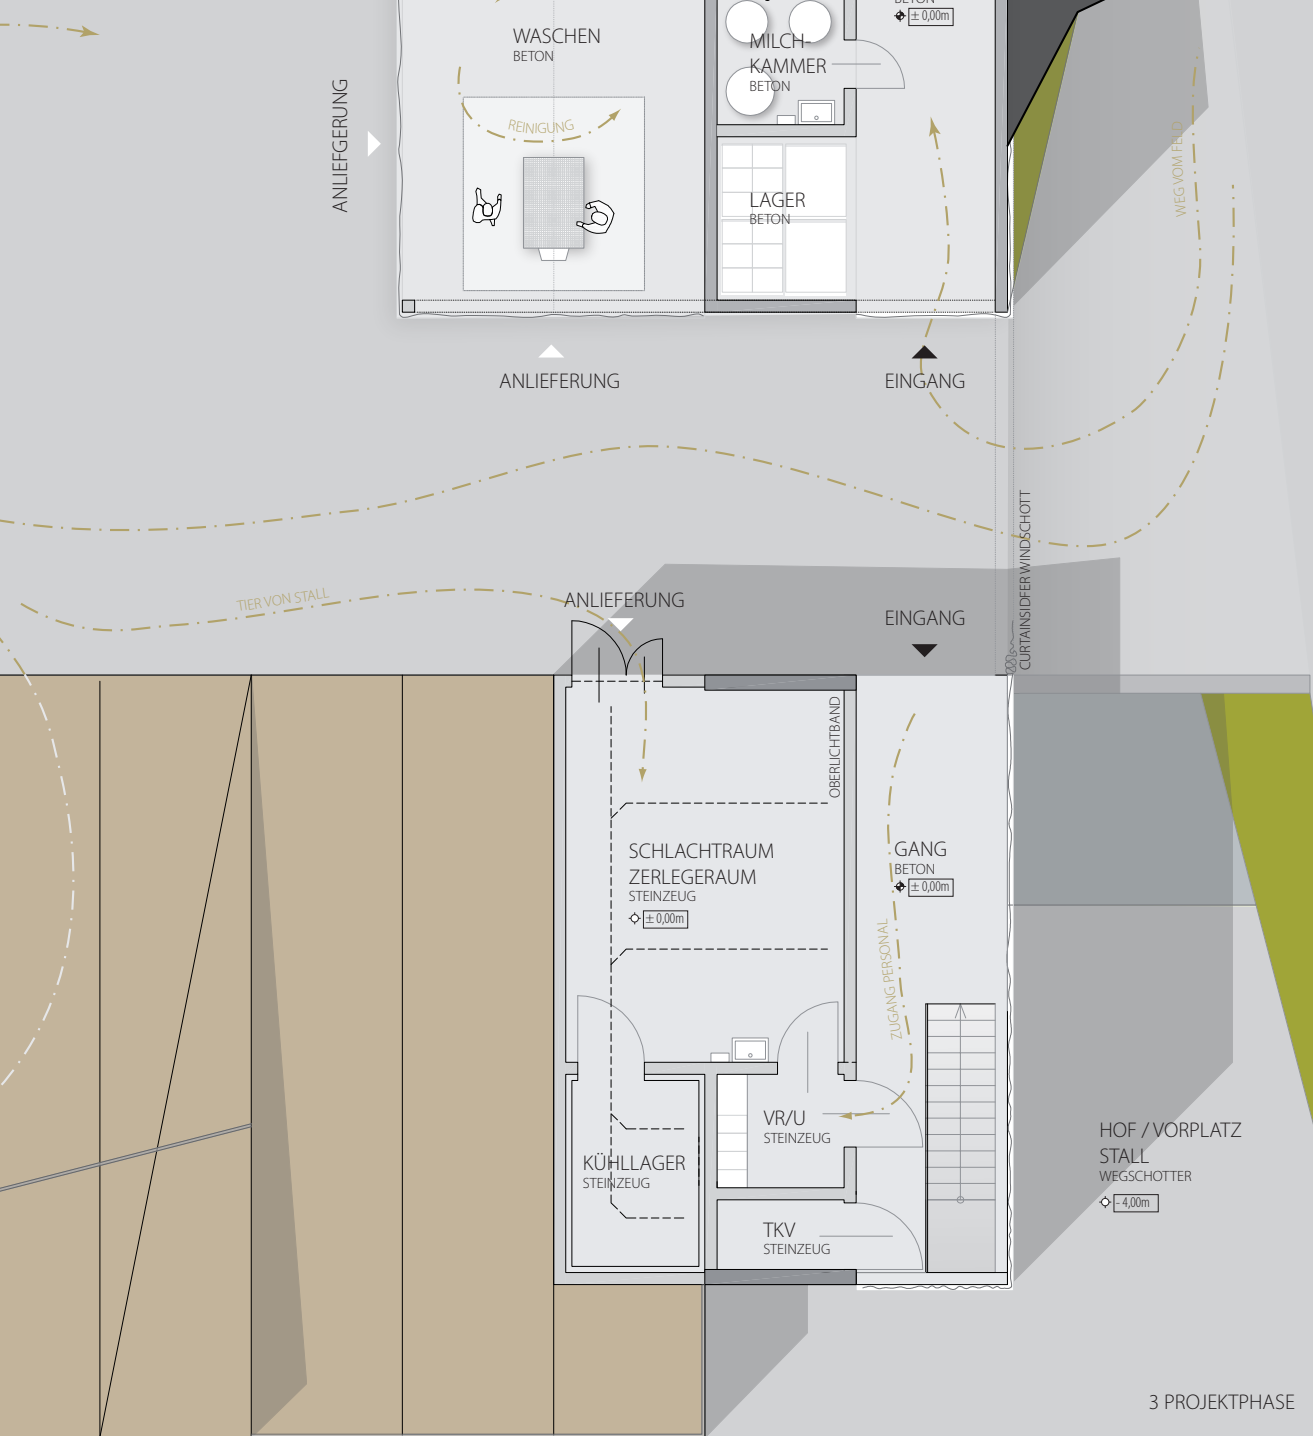 BETON
± 0,00m
WASCHEN
BETON
MILCH-
KAMMER
BETON
ANLIEFGERUNG
REINIGUNG
WEG VOM FELD
LAGER
BETON
ANLIEFERUNG
EINGANG
CURTAINSIDFER WINDSCHOTT
TIER VON STALL
ANLIEFERUNG
EINGANG
OBERLICHTBAND
SCHLACHTRAUM
ZERLEGERAUM
STEINZEUG
± 0,00m
GANG
BETON
± 0,00m
ZUGANG PERSONAL
VR/U
STEINZEUG
KÜHLLAGER
STEINZEUG
TKV
STEINZEUG
HOF / VORPLATZ
STALL
WEGSCHOTTER
- 4,00m
3 PROJEKTPHASE